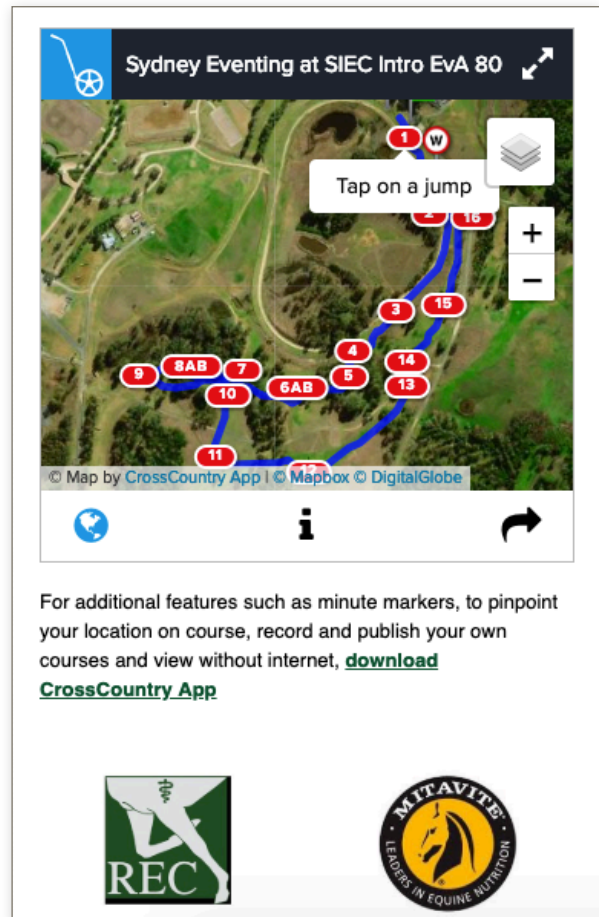 Sydney Eventing at SIEC Intro EvA 80
1
W
Tap on a jump
2
16
+
−
3
15
4
14
9
8AB
7
5
13
6AB
10
11
12
© Map by CrossCountry App | © Mapbox © DigitalGlobe
i
For additional features such as minute markers, to pinpoint
your location on course, record and publish your own
courses and view without internet, download
CrossCountry App
REC
· MITAVITE ·
LEADERS IN EQUINE NUTRITION